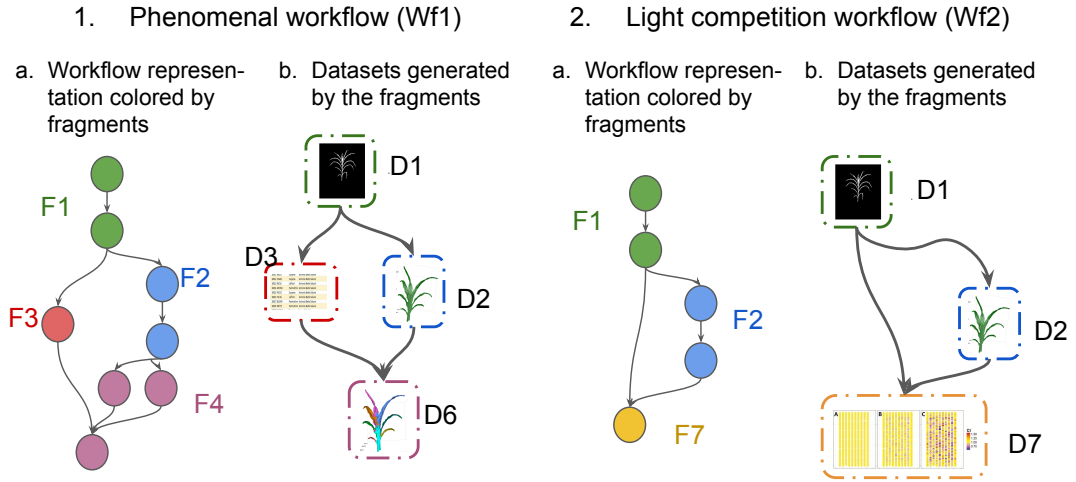 1. Phenomenal workflow (Wf1)
a. Workflow represen-
tation colored by
fragments
b. Datasets generated
by the fragments
F1
F2
F3
F4
D1
D3
D2
D6
2. Light competition workflow (Wf2)
a. Workflow represen-
tation colored by
fragments
b. Datasets generated
by the fragments
F1
F2
F7
D1
D2
A
B
C
D7